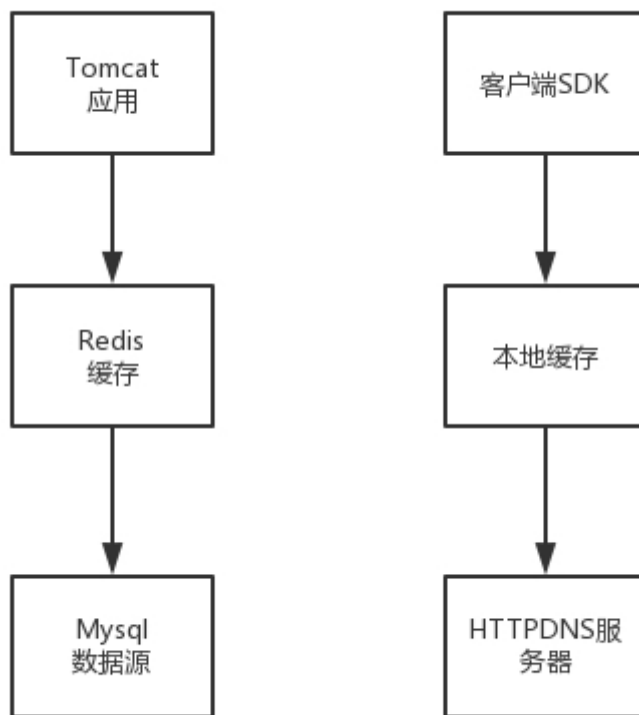 Tomcat
应用
客户端SDK
Redis
缓存
本地缓存
Mysql
数据源
HTTPDNS服
务器